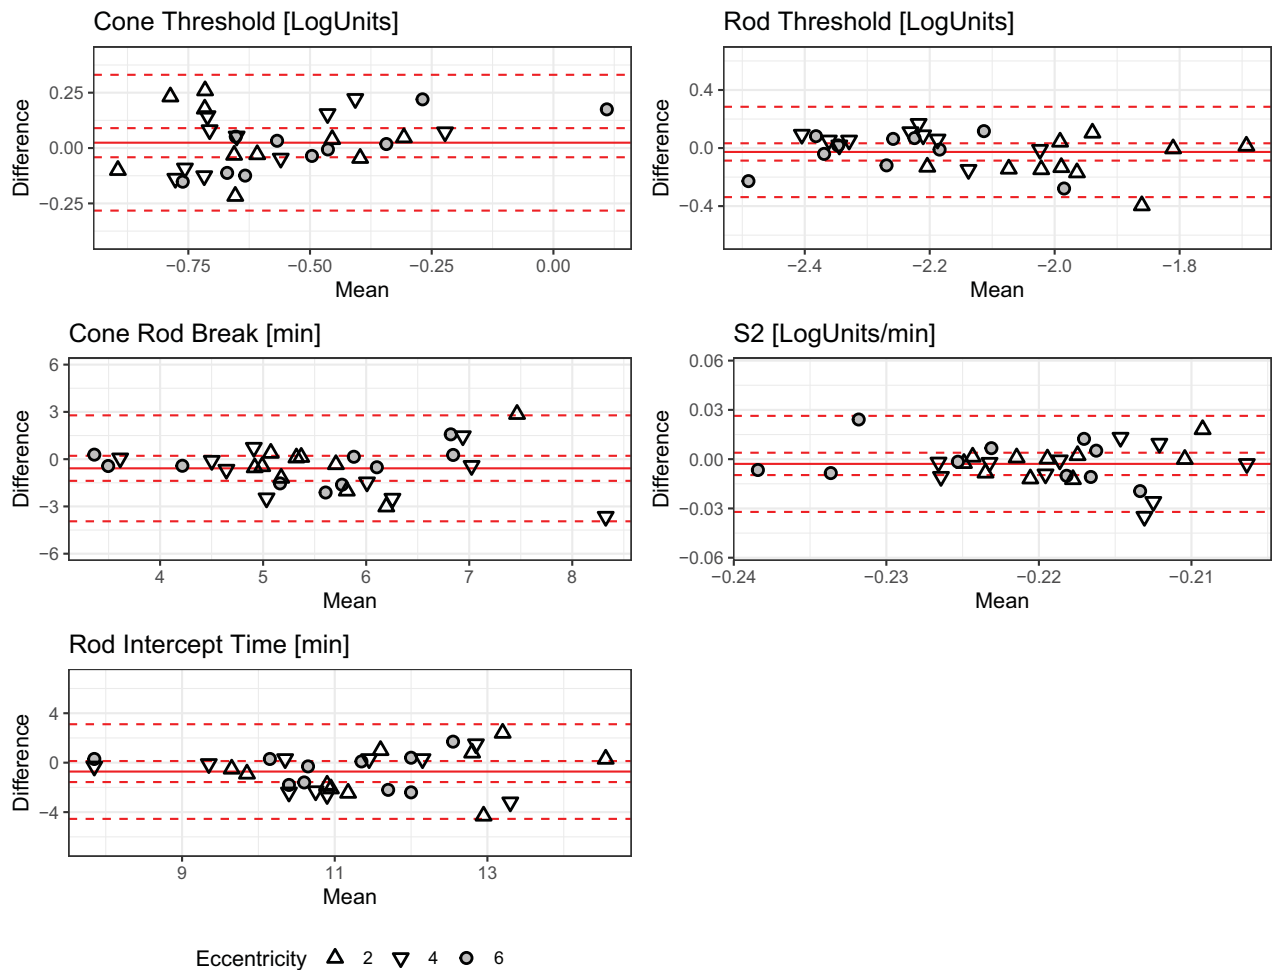 Cone Threshold [LogUnits]
Difference
0.25
0.00
−0.25
−0.75 −0.50 −0.25 0.00
Mean
Rod Threshold [LogUnits]
Difference
0.4
0.0
−0.4
−2.4 −2.2 −2.0 −1.8
Mean
Cone Rod Break [min]
Difference
6
3
0
−3
−6
4 5 6 7 8
Mean
S2 [LogUnits/min]
Difference
0.06
0.03
0.00
−0.03
−0.06
−0.24 −0.23 −0.22 −0.21
Mean
Rod Intercept Time [min]
Difference
4
0
−4
9 11 13
Mean
Eccentricity 2 4 6